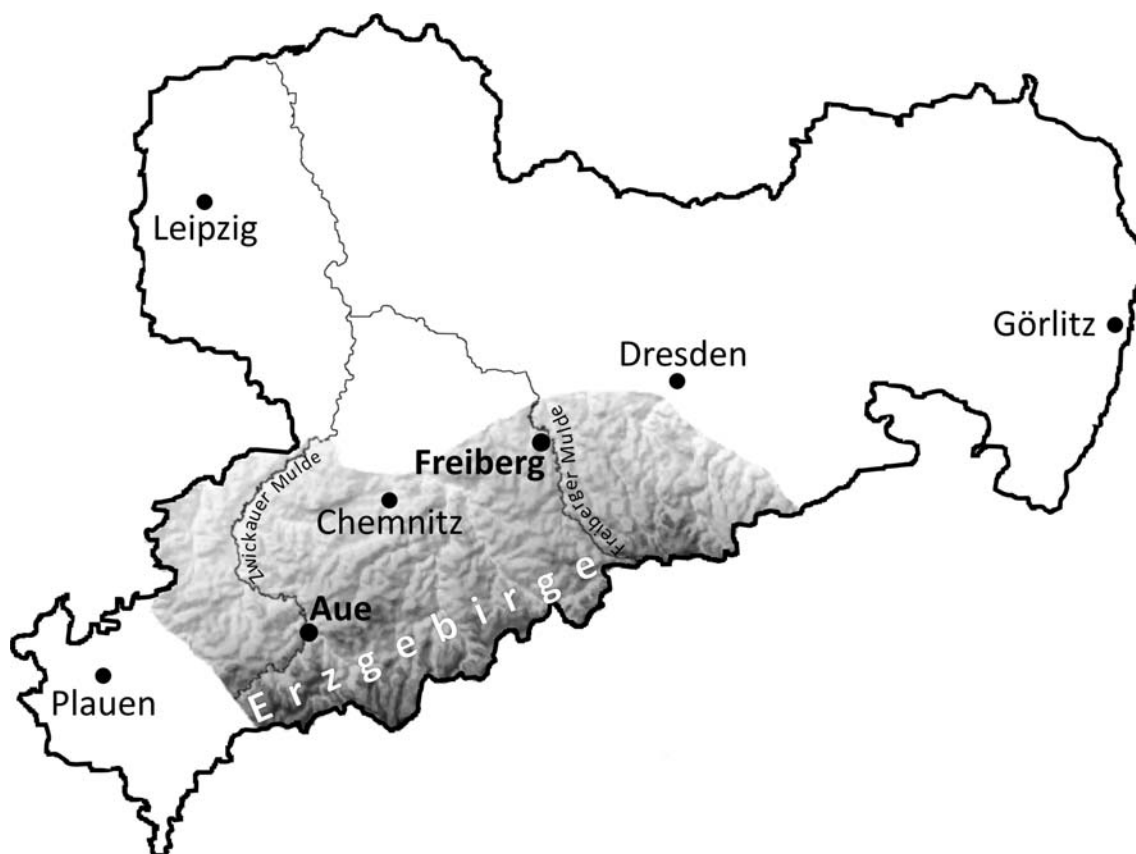 Leipzig
Görlitz
Dresden
Freiberg
Freiberger Mulde
Zwickauer Mulde
Chemnitz
Erzgebirge
Aue
Plauen